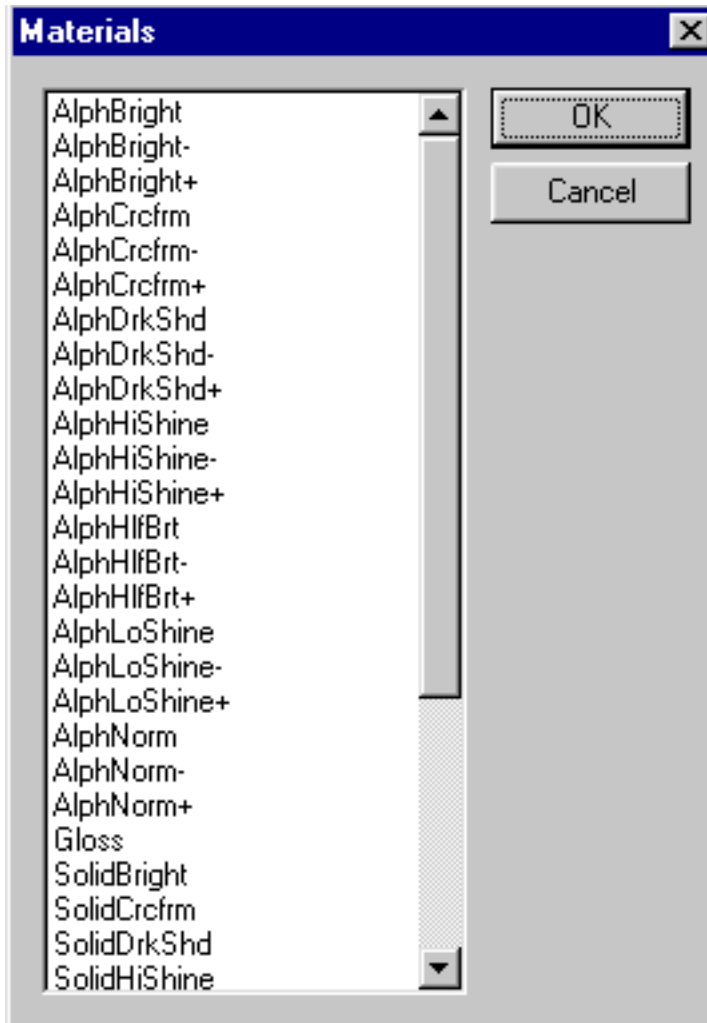 Materials
AlphBright
AlphBright-
AlphBright+
AlphCrcfrm
AlphCrcfrm-
AlphCrcfrm+
AlphDrkShd
AlphDrkShd-
AlphDrkShd+
AlphHiShine
AlphHiShine-
AlphHiShine+
AlphHlfBrt
AlphHlfBrt-
AlphHlfBrt+
AlphLoShine
AlphLoShine-
AlphLoShine+
AlphNorm
AlphNorm-
AlphNorm+
Gloss
SolidBright
SolidCrcfrm
SolidDrkShd
SolidHiShine
OK
Cancel